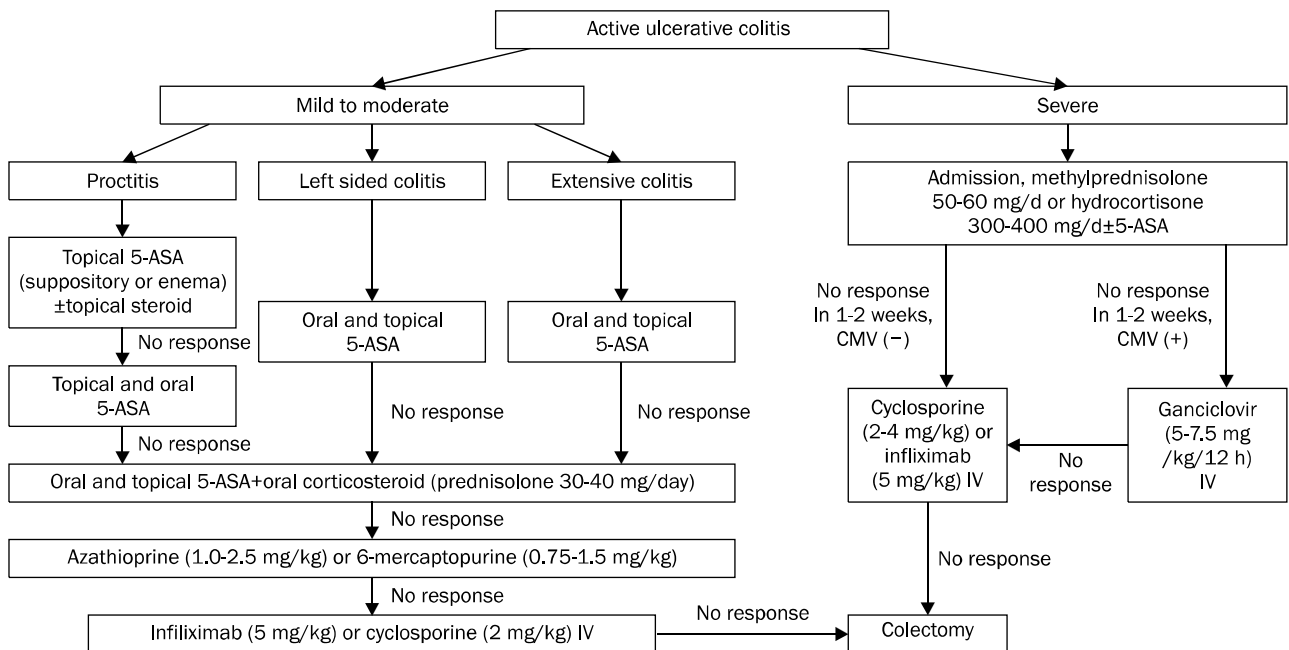 Active ulcerative colitis
Mild to moderate
Severe
Proctitis
Left sided colitis
Extensive colitis
Admission, methylprednisolone
50-60 mg/d or hydrocortisone
300-400 mg/d±5-ASA
Topical 5-ASA
(suppository or enema)
±topical steroid
No response
In 1-2 weeks,
CMV (−)
No response
In 1-2 weeks,
CMV (+)
Oral and topical
5-ASA
Oral and topical
5-ASA
No response
Topical and oral
5-ASA
No response
No response
No response
Cyclosporine
(2-4 mg/kg) or
infliximab
(5 mg/kg) IV
No
response
Ganciclovir
(5-7.5 mg
/kg/12 h)
IV
Oral and topical 5-ASA+oral corticosteroid (prednisolone 30-40 mg/day)
No response
Azathioprine (1.0-2.5 mg/kg) or 6-mercaptopurine (0.75-1.5 mg/kg)
No response
No response
Infiliximab (5 mg/kg) or cyclosporine (2 mg/kg) IV
No response
Colectomy